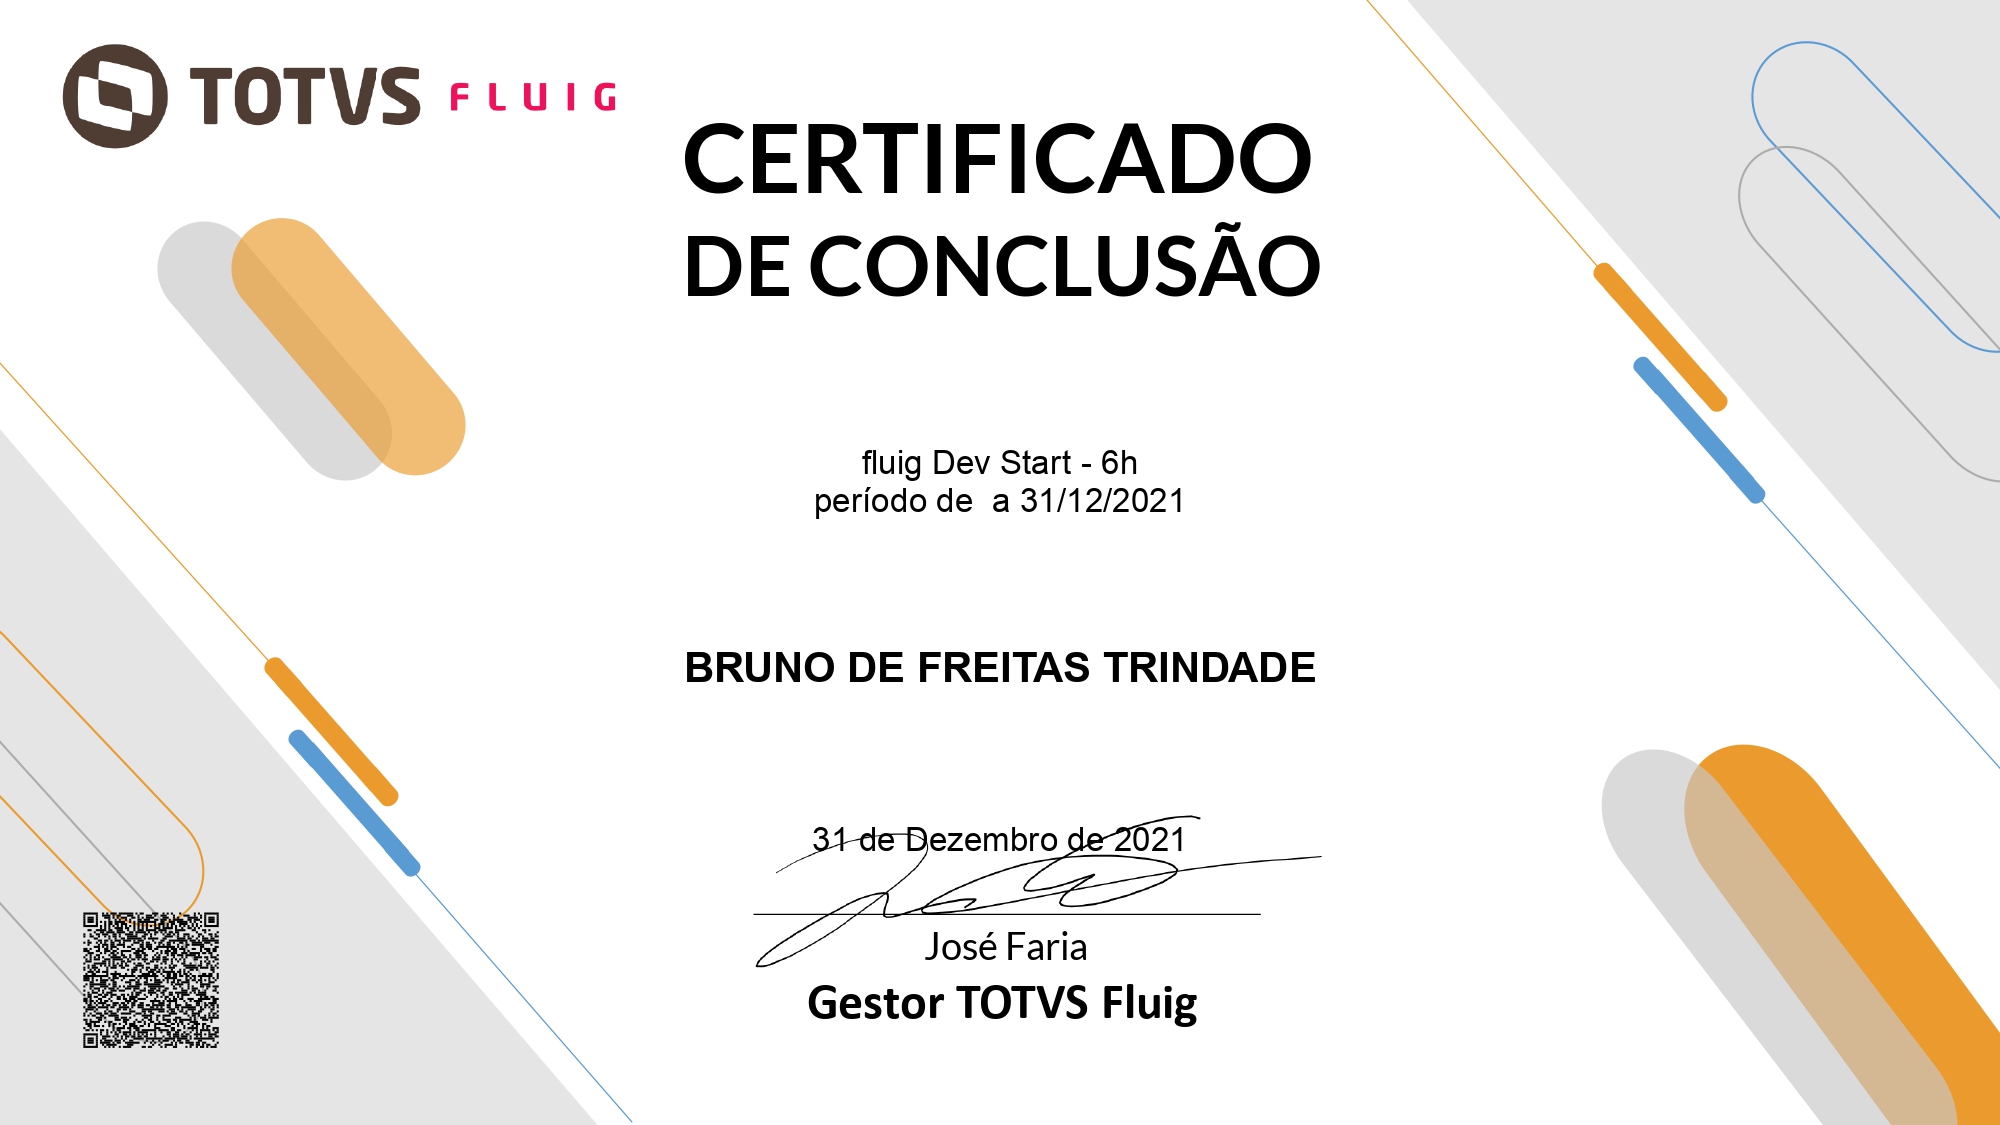 TOTVS FLUIG
CERTIFICADO
DE CONCLUSÃO
fluig Dev Start - 6h
período de  a 31/12/2021
BRUNO DE FREITAS TRINDADE
31 de Dezembro de 2021
José Faria
Gestor TOTVS Fluig